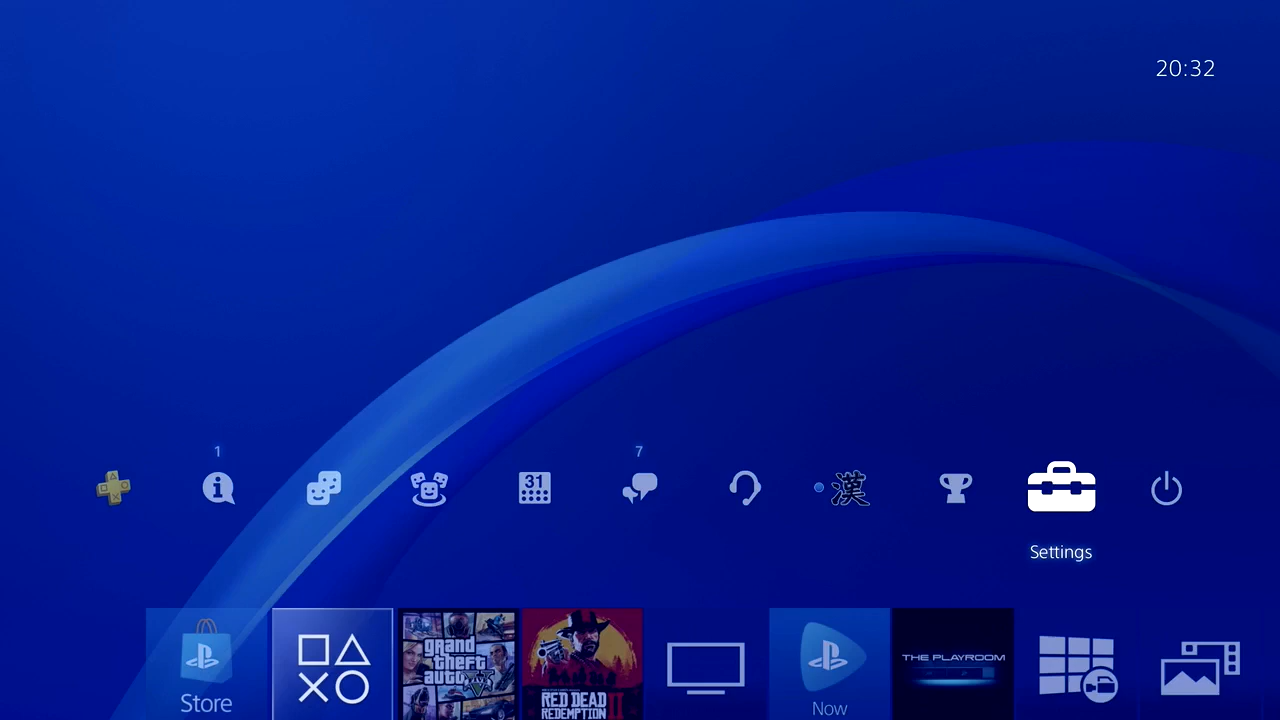 20:32
1
7
31
漢
Settings
Store
grand
theft
auto
V
RED DEAD
REDEMPTION II
THE PLAYROOM
Now